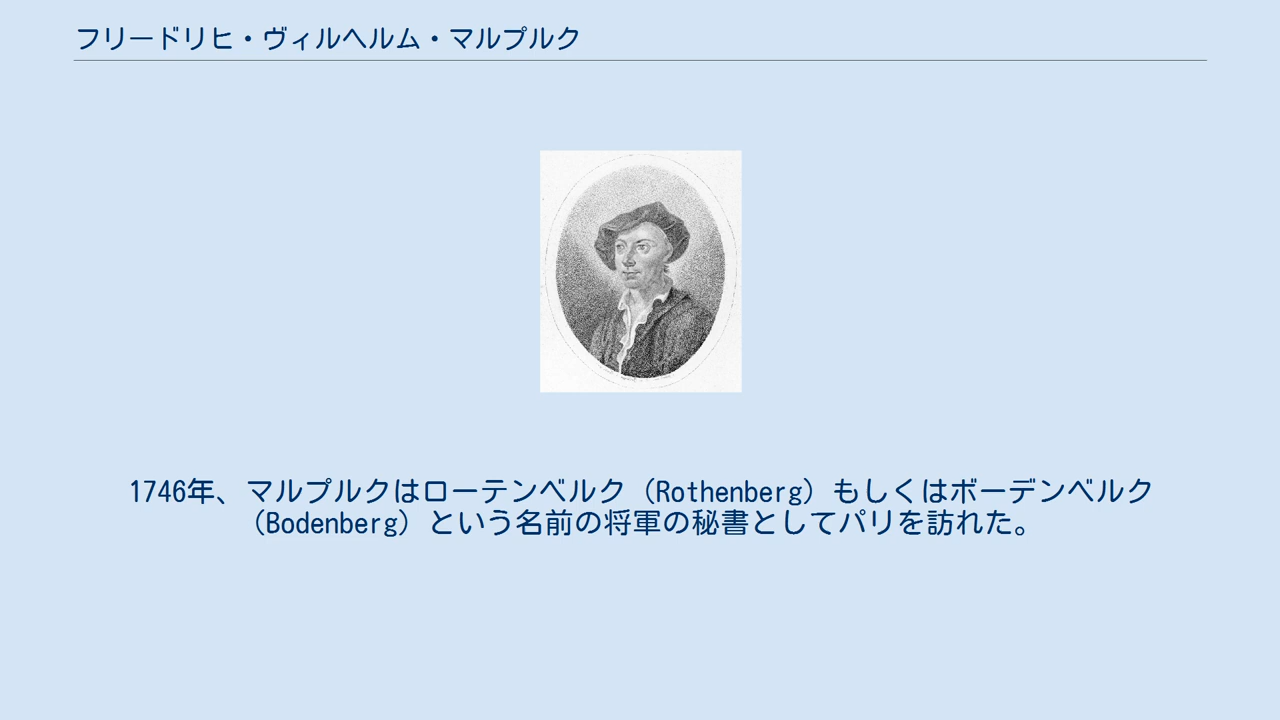 フリードリヒ・ヴィルヘルム・マルプルク
1746年、マルプルクはローテンベルク（Rothenberg）もしくはボーデンベルク
（Bodenberg）という名前の将軍の秘書としてパリを訪れた。